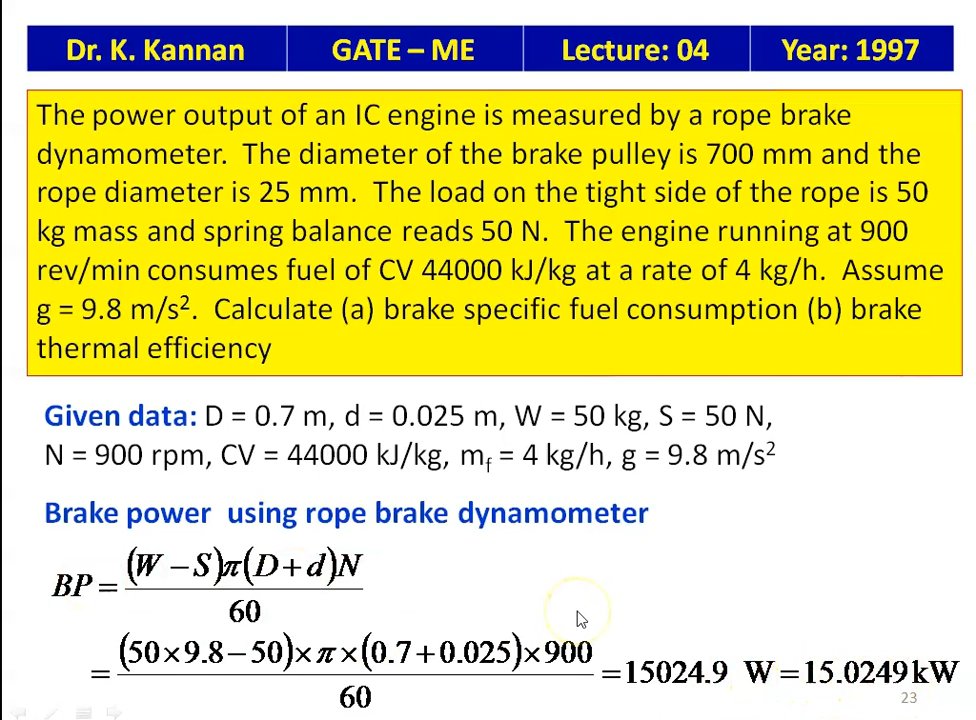 Dr. K. Kannan GATE – ME Lecture: 04 Year: 1997
The power output of an IC engine is measured by a rope brake
dynamometer. The diameter of the brake pulley is 700 mm and the
rope diameter is 25 mm. The load on the tight side of the rope is 50
kg mass and spring balance reads 50 N. The engine running at 900
rev/min consumes fuel of CV 44000 kJ/kg at a rate of 4 kg/h. Assume
g = 9.8 m/s². Calculate (a) brake specific fuel consumption (b) brake
thermal efficiency
Given data: D = 0.7 m, d = 0.025 m, W = 50 kg, S = 50 N,
N = 900 rpm, CV = 44000 kJ/kg, m_f = 4 kg/h, g = 9.8 m/s²
Brake power using rope brake dynamometer
BP = (W − S)π(D + d)N / 60
= (50×9.8−50)×π×(0.7+0.025)×900 / 60 = 15024.9 W = 15.0249 kW
23